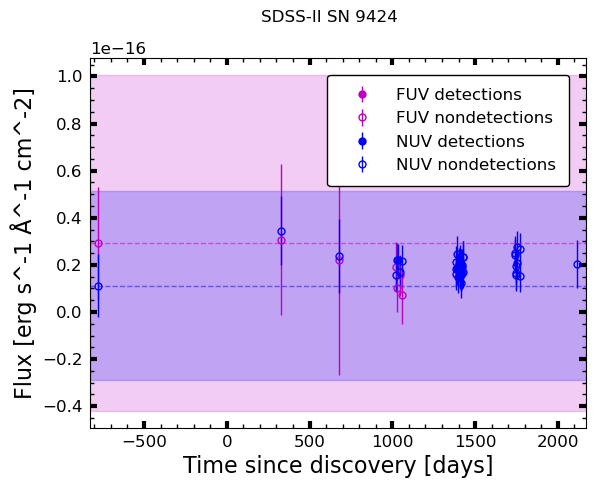 SDSS-II SN 9424
1e−16
FUV detections
FUV nondetections
NUV detections
NUV nondetections
1.0
0.8
0.6
0.4
0.2
0.0
−0.2
−0.4
Flux [erg s^-1 Å^-1 cm^-2]
−500
0
500
1000
1500
2000
Time since discovery [days]